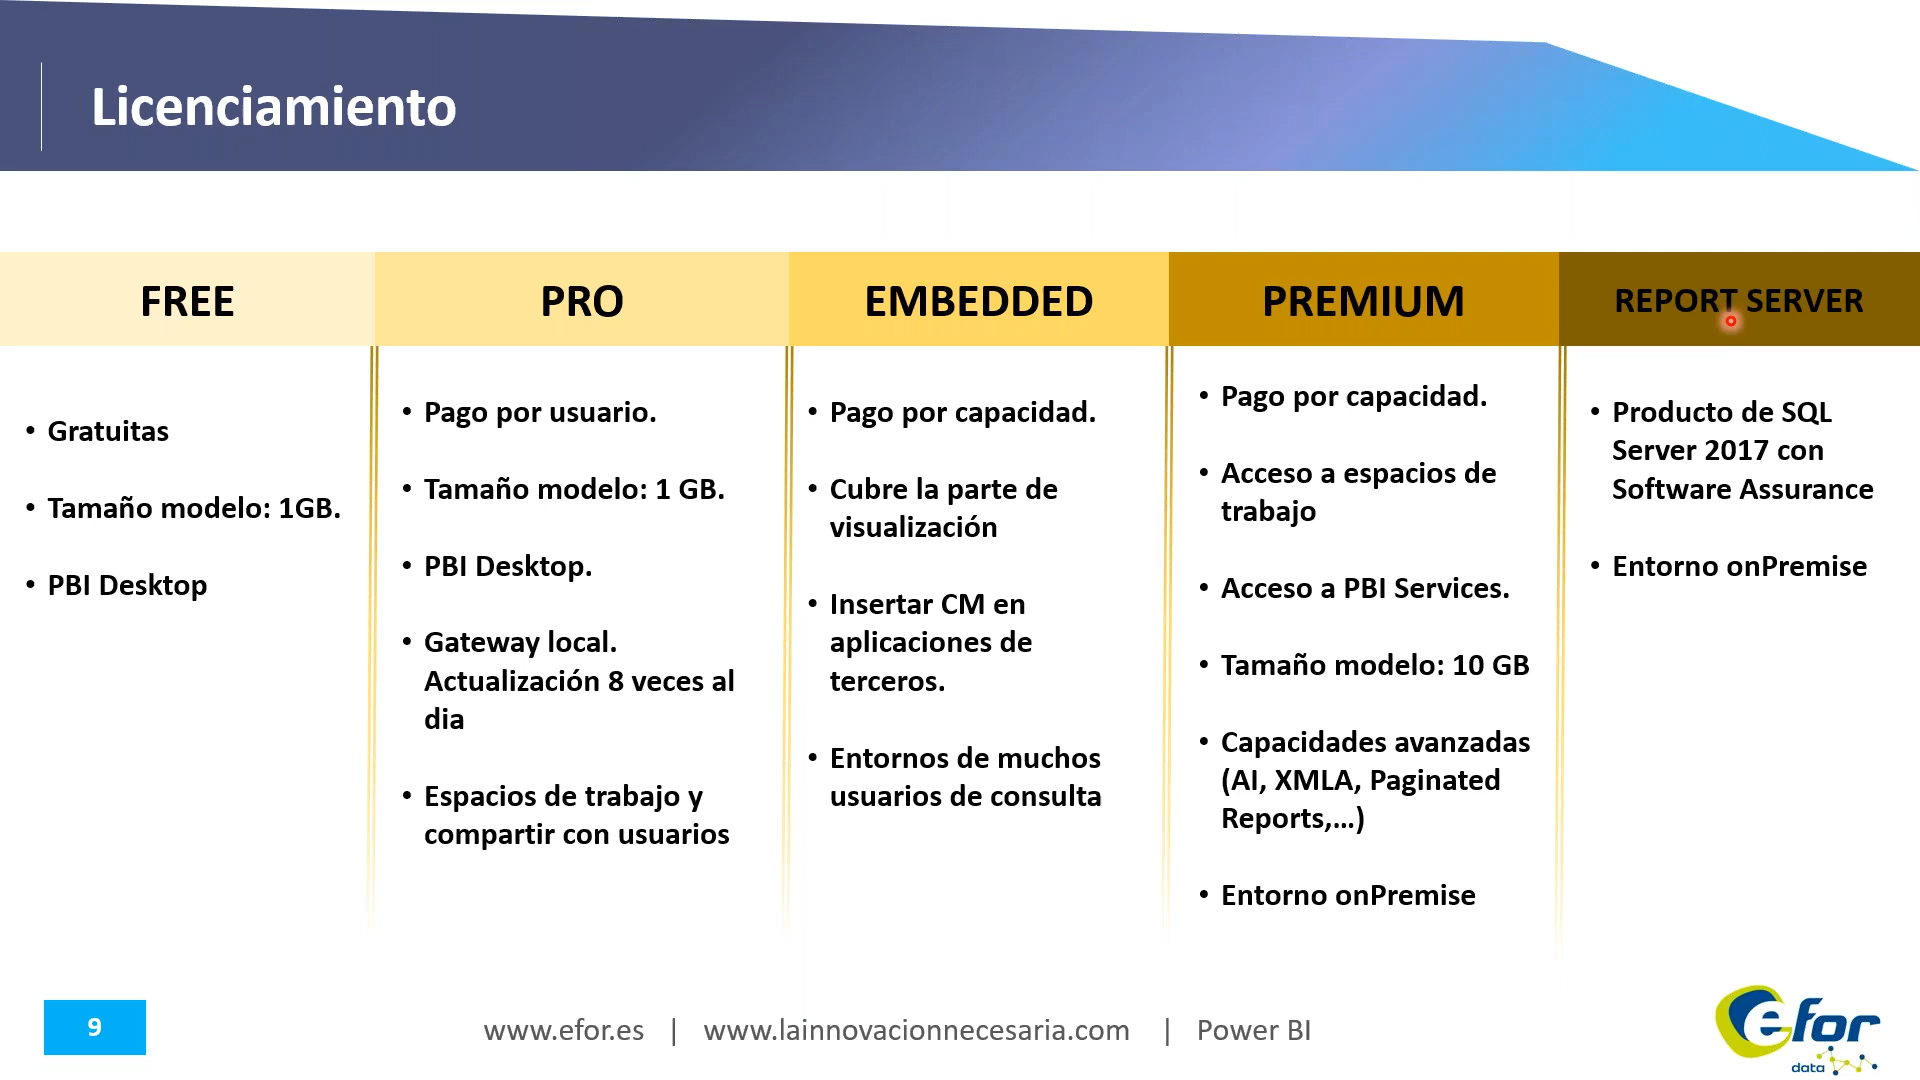 Licenciamiento
FREE
PRO
EMBEDDED
PREMIUM
REPORT SERVER
• Gratuitas
• Tamaño modelo: 1GB.
• PBI Desktop
• Pago por usuario.
• Tamaño modelo: 1 GB.
• PBI Desktop.
• Gateway local.
Actualización 8 veces al
dia
• Espacios de trabajo y
compartir con usuarios
• Pago por capacidad.
• Cubre la parte de
visualización
• Insertar CM en
aplicaciones de
terceros.
• Entornos de muchos
usuarios de consulta
• Pago por capacidad.
• Acceso a espacios de
trabajo
• Acceso a PBI Services.
• Tamaño modelo: 10 GB
• Capacidades avanzadas
(AI, XMLA, Paginated
Reports,...)
• Entorno onPremise
• Producto de SQL
Server 2017 con
Software Assurance
• Entorno onPremise
9
www.efor.es | www.lainnovacionnecesaria.com | Power BI
efor
data